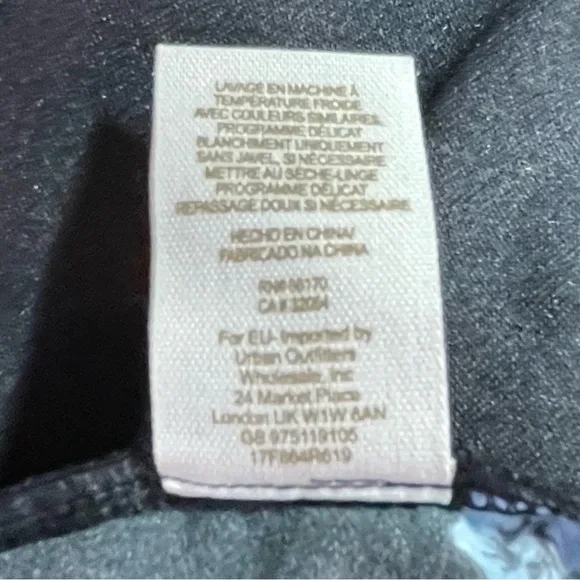 LAVAGE EN MACHINE À
TEMPÉRATURE FROIDE
AVEC COULEURS SIMILAIRES,
PROGRAMME DÉLICAT
BLANCHIMENT UNIQUEMENT
SANS JAVEL, SI NÉCESSAIRE
METTRE AU SÈCHE-LINGE
PROGRAMME DÉLICAT
REPASSAGE DOUX SI NÉCESSAIRE
HECHO EN CHINA/
FABRICADO NA CHINA
RN# 66170
CA # 32054
For EU- Imported by
Urban Outfitters
Wholesale, Inc
24 Market Place
London UK W1W 8AN
GB 975119105
17F864R619